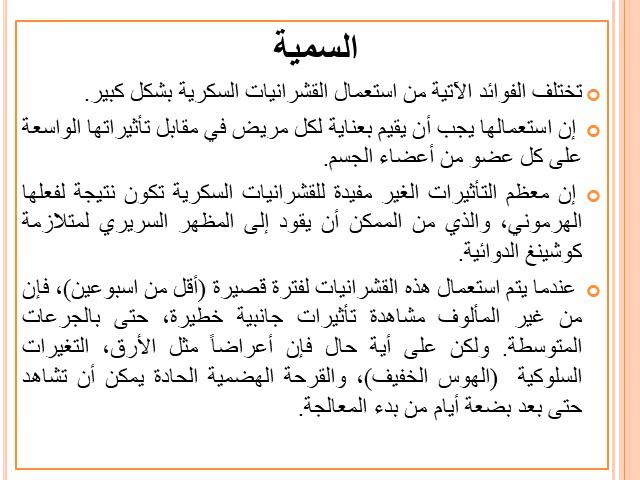 السمية
تختلف الفوائد الآتية من استعمال القشرانيات السكرية بشكل كبير.
إن استعمالها يجب أن يقيم بعناية لكل مريض في مقابل تأثيراتها الواسعة
على كل عضو من أعضاء الجسم.
إن معظم التأثيرات الغير مفيدة للقشرانيات السكرية تكون نتيجة لفعلها
الهرموني، والذي من الممكن أن يقود إلى المظهر السريري لمتلازمة
كوشينغ الدوائية.
عندما يتم استعمال هذه القشرانيات لفترة قصيرة (أقل من اسبوعين)، فإن
من غير المألوف مشاهدة تأثيرات جانبية خطيرة، حتى بالجرعات
المتوسطة. ولكن على أية حال فإن أعراضاً مثل الأرق، التغيرات
السلوكية (الهوس الخفيف)، والقرحة الهضمية الحادة يمكن أن تشاهد
حتى بعد بضعة أيام من بدء المعالجة.